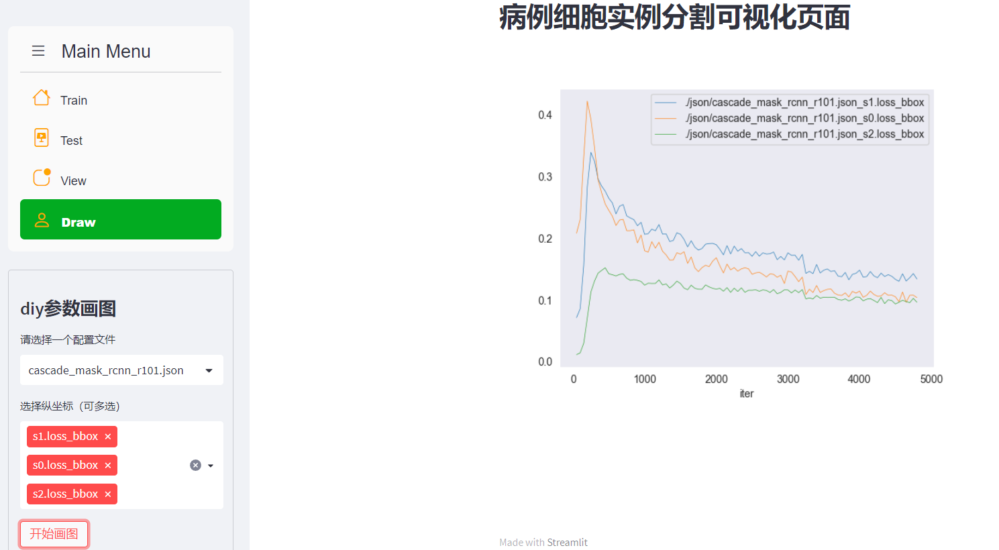 Main Menu
Train
Test
View
Draw
diy参数画图
请选择一个配置文件
cascade_mask_rcnn_r101.json
选择纵坐标（可多选）
s1.loss_bbox ×
s0.loss_bbox ×
s2.loss_bbox ×
开始画图
病例细胞实例分割可视化页面
./json/cascade_mask_rcnn_r101.json_s1.loss_bbox
./json/cascade_mask_rcnn_r101.json_s0.loss_bbox
./json/cascade_mask_rcnn_r101.json_s2.loss_bbox
0.4
0.3
0.2
0.1
0.0
0 1000 2000 3000 4000 5000
iter
Made with Streamlit